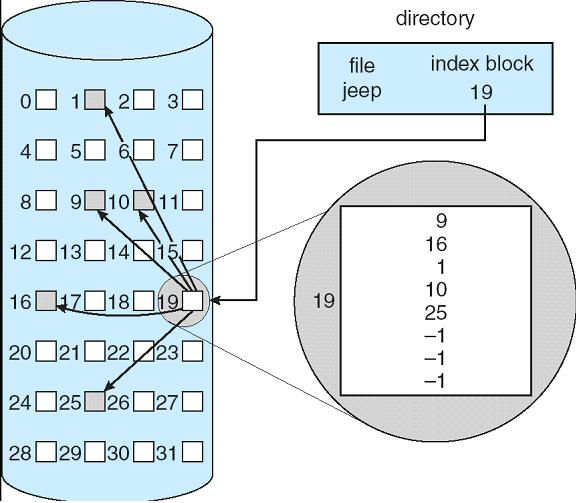 directory
file index block
jeep 19
0 1 2 3
4 5 6 7
8 9 10 11
12 13 14 15
16 17 18 19
20 21 22 23
24 25 26 27
28 29 30 31
19
9
16
1
10
25
–1
–1
–1